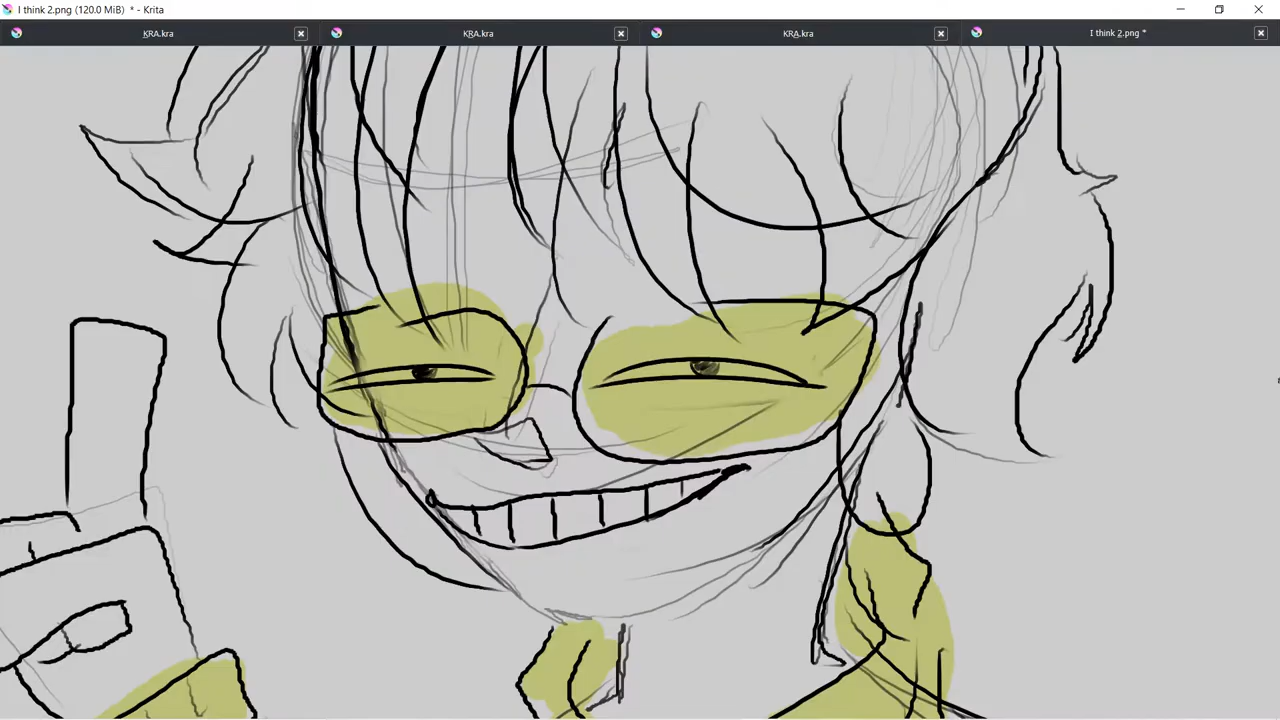 I think 2.png (120.0 MiB) * - Krita
KRA.kra
KRA.kra
KRA.kra
I think 2.png *